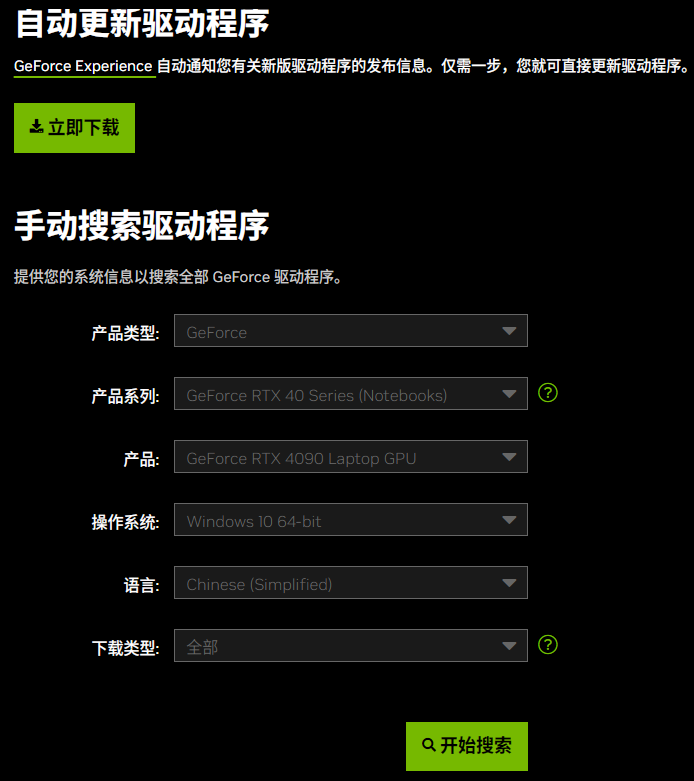 自动更新驱动程序
GeForce Experience 自动通知您有关新版驱动程序的发布信息。仅需一步，您就可直接更新驱动程序。
立即下载
手动搜索驱动程序
提供您的系统信息以搜索全部 GeForce 驱动程序。
产品类型: GeForce
产品系列: GeForce RTX 40 Series (Notebooks) ?
产品: GeForce RTX 4090 Laptop GPU
操作系统: Windows 10 64-bit
语言: Chinese (Simplified)
下载类型: 全部 ?
开始搜索